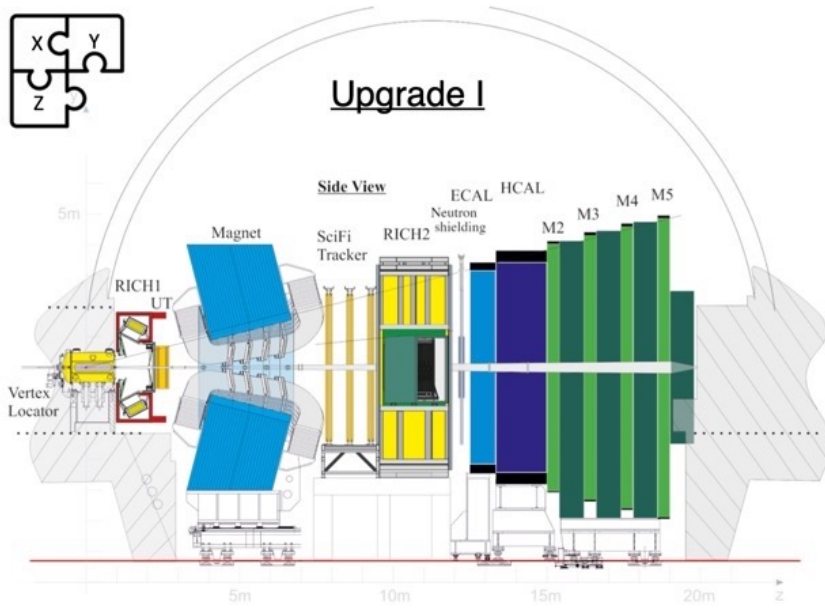 X Y
Z
Upgrade I
5m
Side View
ECAL
HCAL
Neutron
shielding
M2
M3
M4
M5
Magnet
SciFi
Tracker
RICH2
RICH1
UT
Vertex
Locator
5m
10m
15m
20m
z